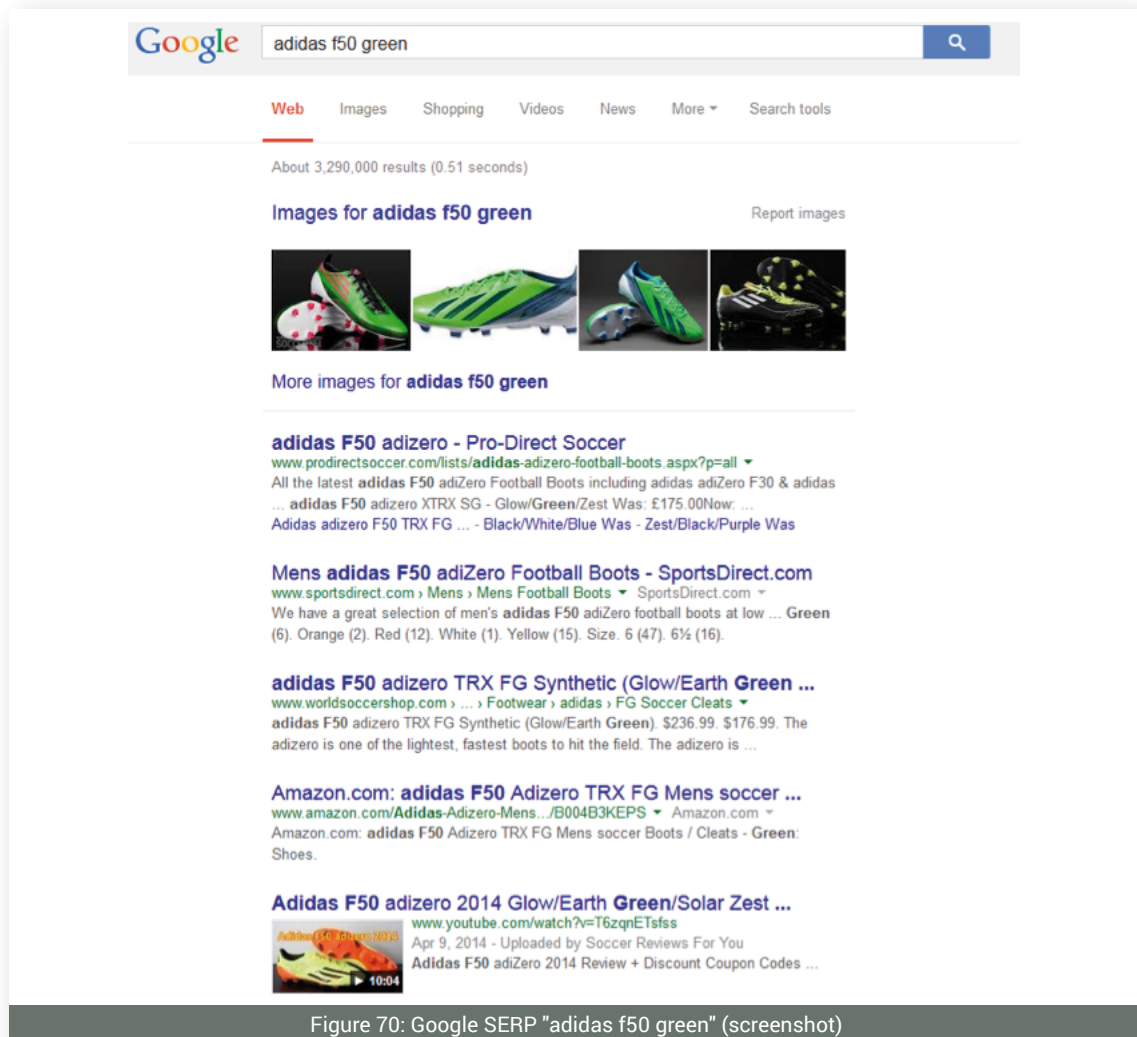 Google
adidas f50 green
Web Images Shopping Videos News More Search tools
About 3,290,000 results (0.51 seconds)
Images for adidas f50 green
Report images
More images for adidas f50 green
adidas F50 adizero - Pro-Direct Soccer
www.prodirectsoccer.com/lists/adidas-adizero-football-boots.aspx?p=all
All the latest adidas F50 adiZero Football Boots including adidas adiZero F30 & adidas
... adidas F50 adizero XTRX SG - Glow/Green/Zest Was: £175.00Now: ...
Adidas adizero F50 TRX FG ... - Black/White/Blue Was - Zest/Black/Purple Was
Mens adidas F50 adiZero Football Boots - SportsDirect.com
www.sportsdirect.com › Mens › Mens Football Boots SportsDirect.com
We have a great selection of men's adidas F50 adiZero football boots at low ... Green
(6). Orange (2). Red (12). White (1). Yellow (15). Size. 6 (47). 6½ (16).
adidas F50 adizero TRX FG Synthetic (Glow/Earth Green ...
www.worldsoccershop.com › ... › Footwear › adidas › FG Soccer Cleats
adidas F50 adizero TRX FG Synthetic (Glow/Earth Green). $236.99. $176.99. The
adizero is one of the lightest, fastest boots to hit the field. The adizero is ...
Amazon.com: adidas F50 Adizero TRX FG Mens soccer ...
www.amazon.com/Adidas-Adizero-Mens.../B004B3KEPS Amazon.com
Amazon.com: adidas F50 Adizero TRX FG Mens soccer Boots / Cleats - Green:
Shoes.
Adidas F50 adizero 2014 Glow/Earth Green/Solar Zest ...
www.youtube.com/watch?v=T6zqnETsfss
Apr 9, 2014 - Uploaded by Soccer Reviews For You
Adidas F50 adiZero 2014 Review + Discount Coupon Codes ...
Adidas F50 adizero 2014
10:04
Figure 70: Google SERP "adidas f50 green" (screenshot)